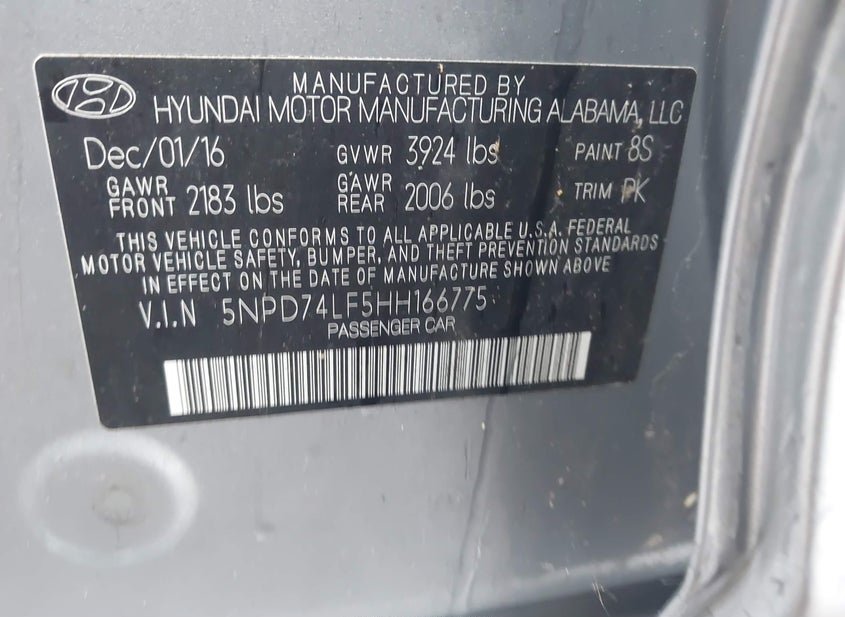 MANUFACTURED BY
HYUNDAI MOTOR MANUFACTURING ALABAMA, LLC
Dec/01/16 GVWR 3924 lbs PAINT 8S
GAWR FRONT 2183 lbs GAWR REAR 2006 lbs TRIM PK
THIS VEHICLE CONFORMS TO ALL APPLICABLE U.S.A. FEDERAL
MOTOR VEHICLE SAFETY, BUMPER, AND THEFT PREVENTION STANDARDS
IN EFFECT ON THE DATE OF MANUFACTURE SHOWN ABOVE
V.I.N 5NPD74LF5HH166775
PASSENGER CAR